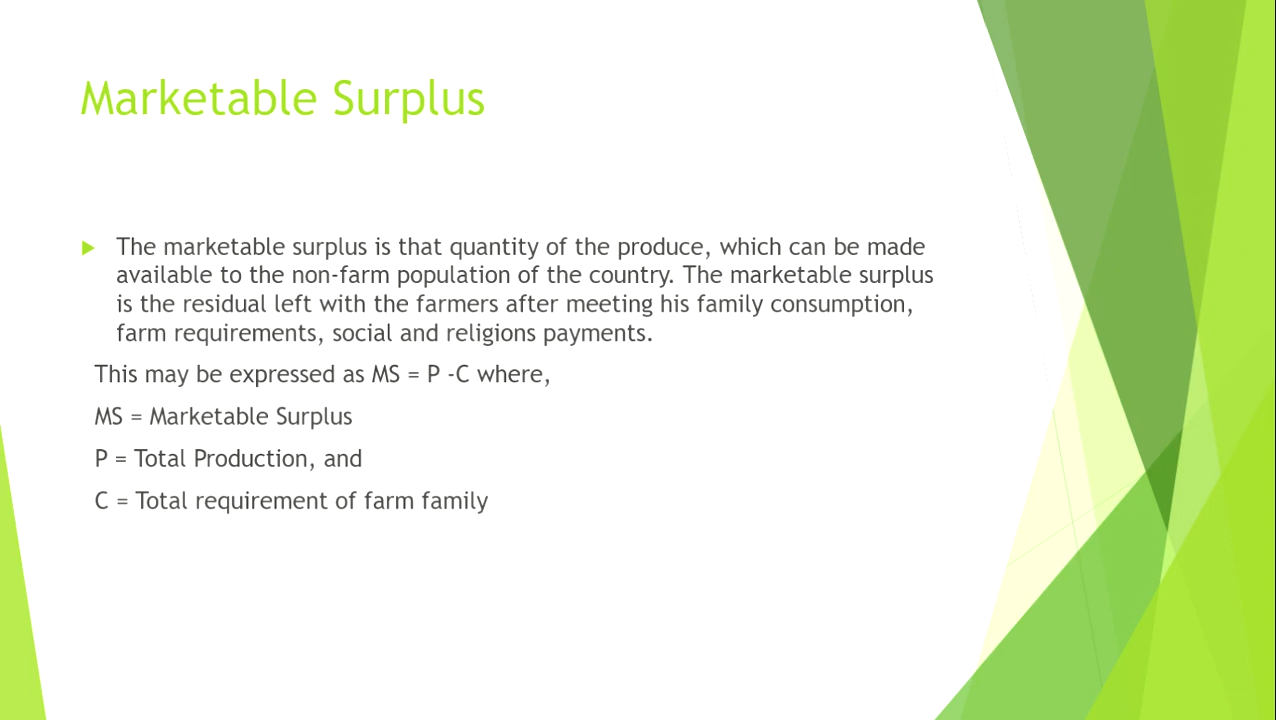 Marketable Surplus
The marketable surplus is that quantity of the produce, which can be made
available to the non-farm population of the country. The marketable surplus
is the residual left with the farmers after meeting his family consumption,
farm requirements, social and religions payments.
This may be expressed as MS = P -C where,
MS = Marketable Surplus
P = Total Production, and
C = Total requirement of farm family